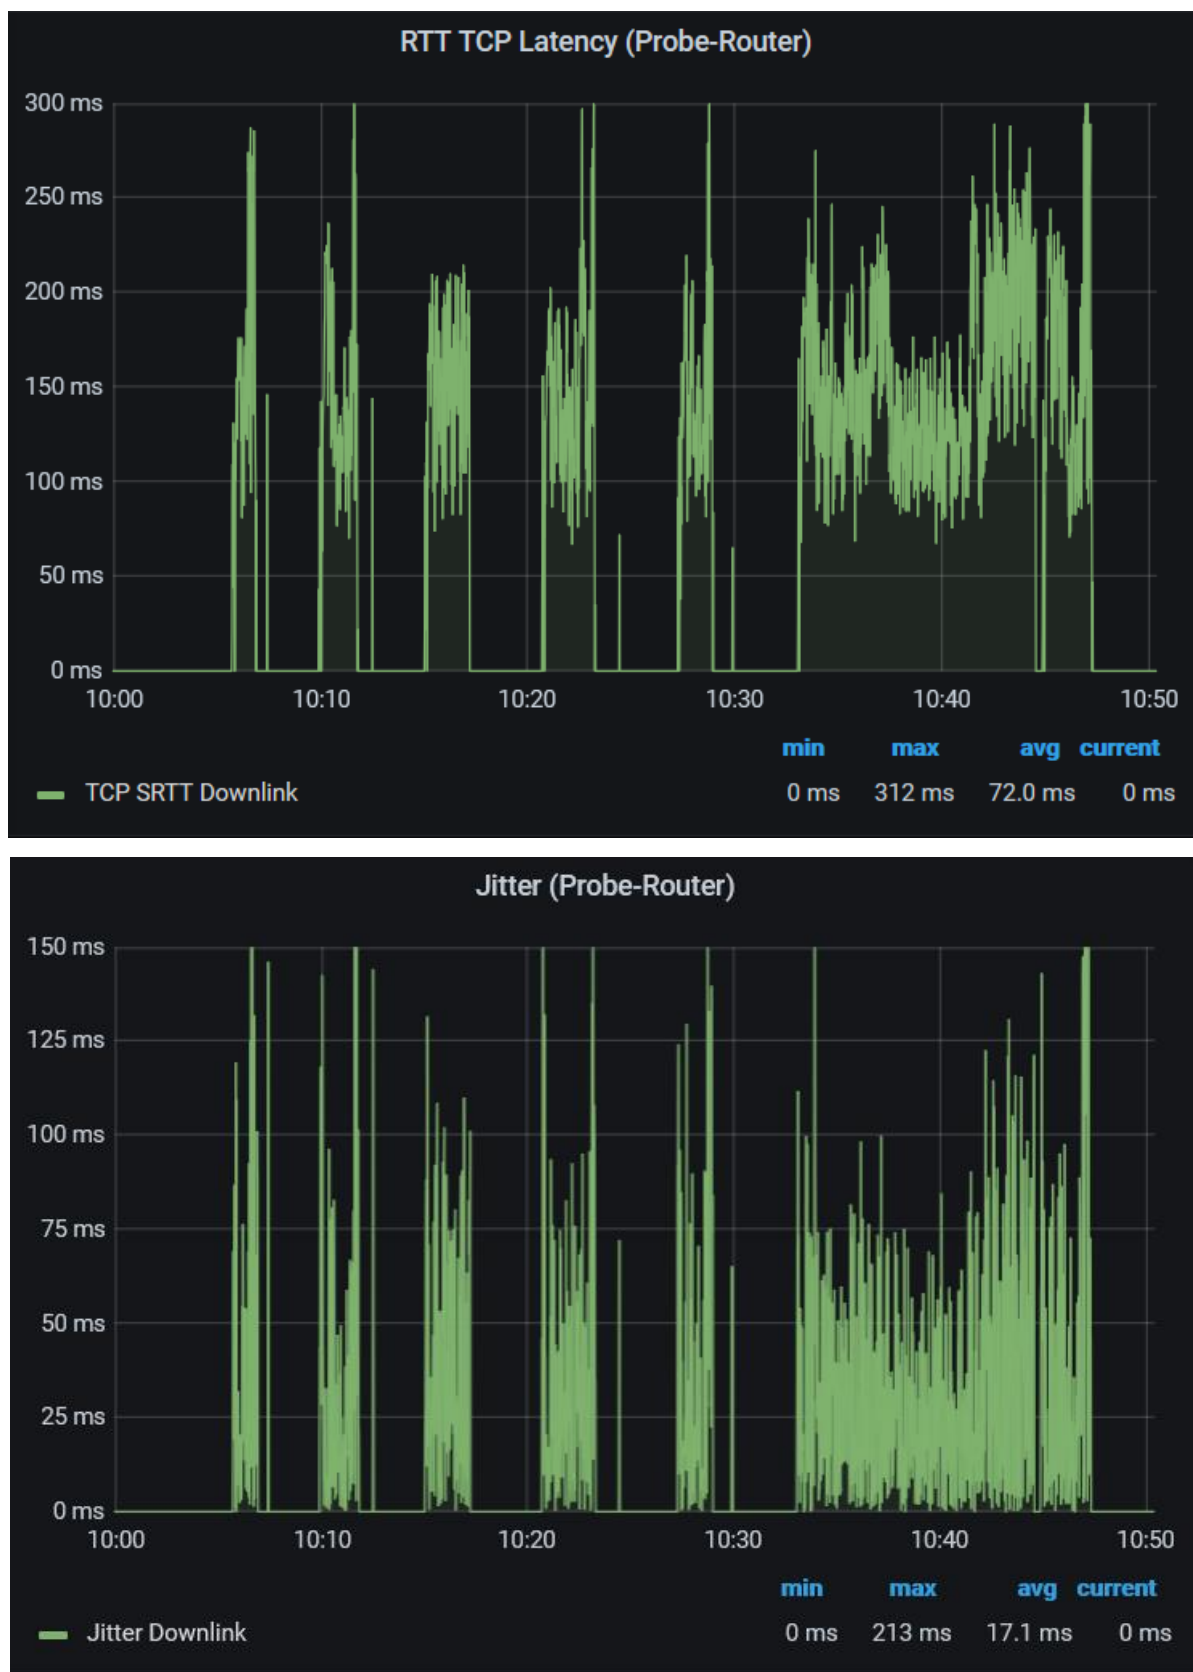 RTT TCP Latency (Probe-Router)
300 ms
250 ms
200 ms
150 ms
100 ms
50 ms
0 ms
10:00 10:10 10:20 10:30 10:40 10:50
min max avg current
TCP SRTT Downlink 0 ms 312 ms 72.0 ms 0 ms
Jitter (Probe-Router)
150 ms
125 ms
100 ms
75 ms
50 ms
25 ms
0 ms
10:00 10:10 10:20 10:30 10:40 10:50
min max avg current
Jitter Downlink 0 ms 213 ms 17.1 ms 0 ms